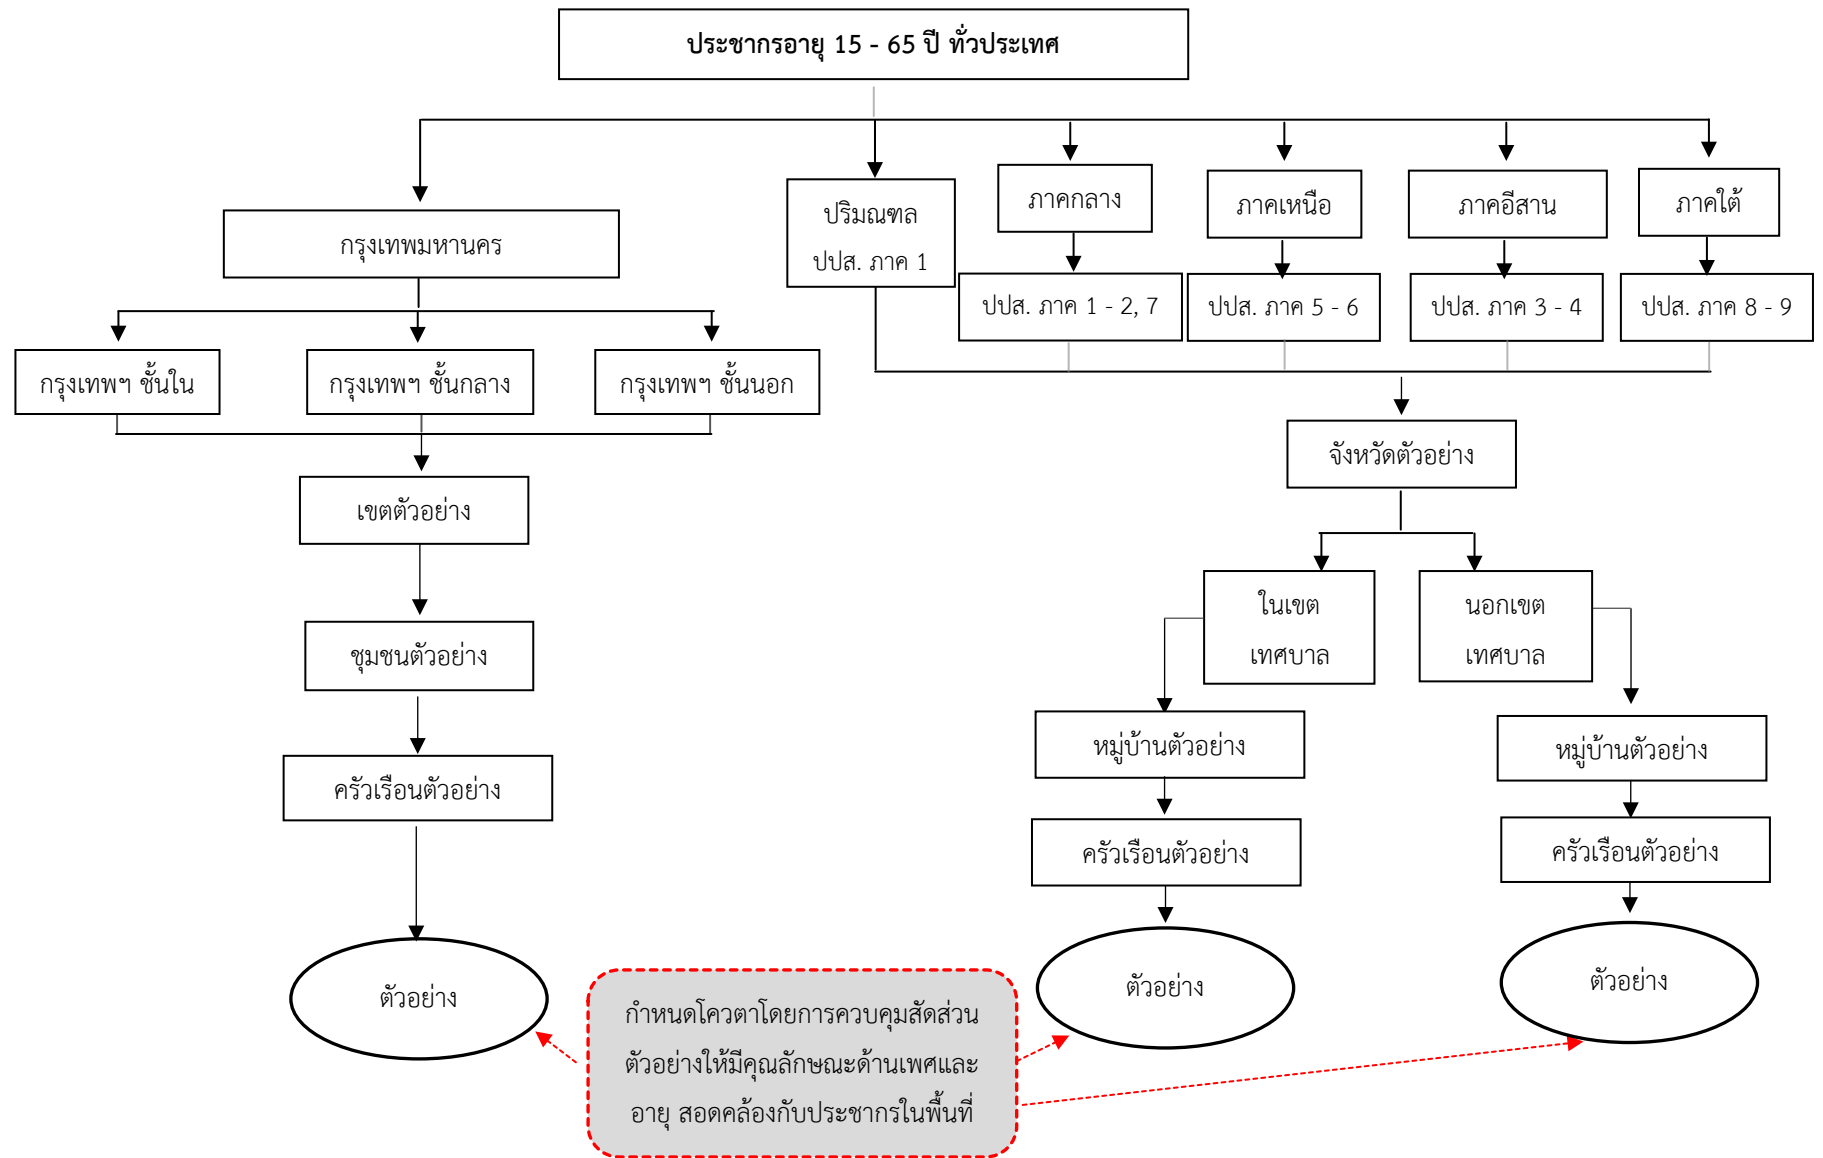 ประชากรอายุ 15 - 65 ปี ทั่วประเทศ
กรุงเทพมหานคร
ปริมณฑล
ปปส. ภาค 1
ภาคกลาง
ภาคเหนือ
ภาคอีสาน
ภาคใต้
ปปส. ภาค 1 - 2, 7
ปปส. ภาค 5 - 6
ปปส. ภาค 3 - 4
ปปส. ภาค 8 - 9
กรุงเทพฯ ชั้นใน
กรุงเทพฯ ชั้นกลาง
กรุงเทพฯ ชั้นนอก
จังหวัดตัวอย่าง
เขตตัวอย่าง
ในเขต
เทศบาล
นอกเขต
เทศบาล
ชุมชนตัวอย่าง
หมู่บ้านตัวอย่าง
หมู่บ้านตัวอย่าง
ครัวเรือนตัวอย่าง
ครัวเรือนตัวอย่าง
ครัวเรือนตัวอย่าง
ตัวอย่าง
ตัวอย่าง
ตัวอย่าง
กำหนดโควตาโดยการควบคุมสัดส่วน
ตัวอย่างให้มีคุณลักษณะด้านเพศและ
อายุ สอดคล้องกับประชากรในพื้นที่